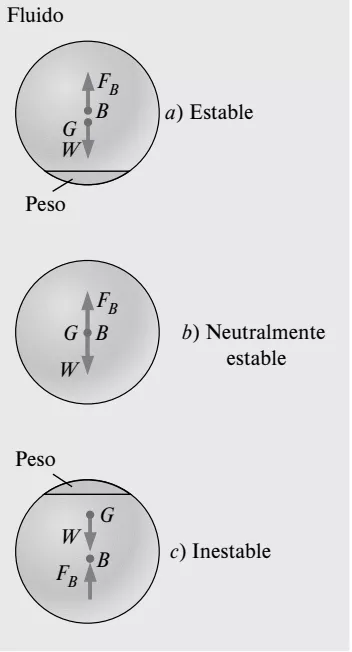 Fluido
F_B
B
a) Estable
G
W
Peso
F_B
G B
b) Neutralmente
estable
W
Peso
G
W
B
c) Inestable
F_B